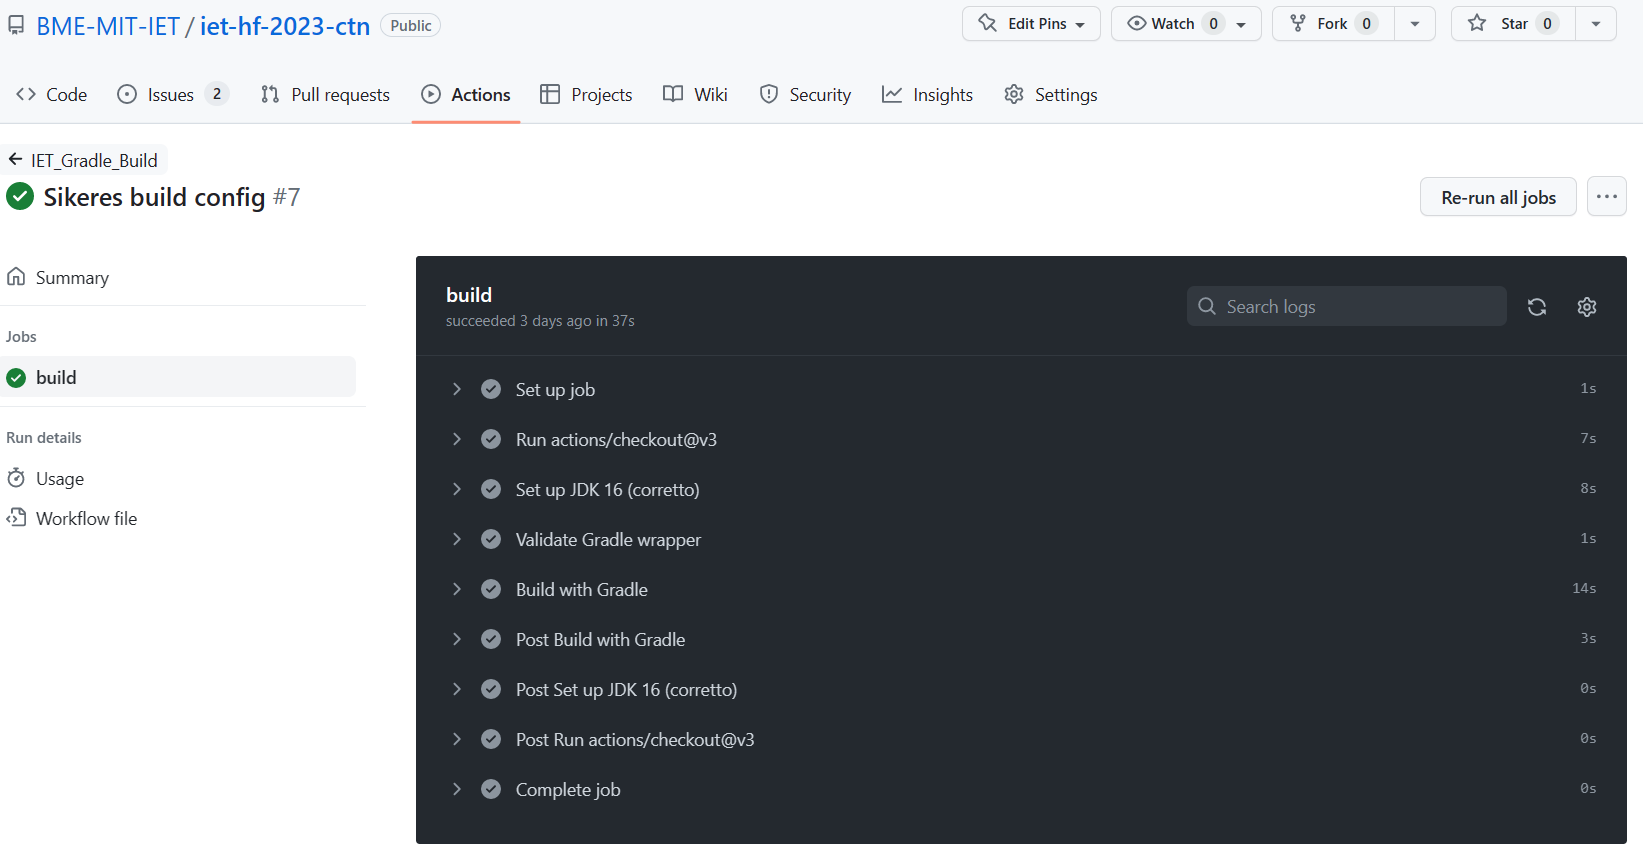 BME-MIT-IET / iet-hf-2023-ctn Public
Edit Pins Watch 0 Fork 0 Star 0
Code Issues 2 Pull requests Actions Projects Wiki Security Insights Settings
IET_Gradle_Build
Sikeres build config #7
Re-run all jobs
Summary
Jobs
build
Run details
Usage
Workflow file
build
succeeded 3 days ago in 37s
Search logs
Set up job 1s
Run actions/checkout@v3 7s
Set up JDK 16 (corretto) 8s
Validate Gradle wrapper 1s
Build with Gradle 14s
Post Build with Gradle 3s
Post Set up JDK 16 (corretto) 0s
Post Run actions/checkout@v3 0s
Complete job 0s